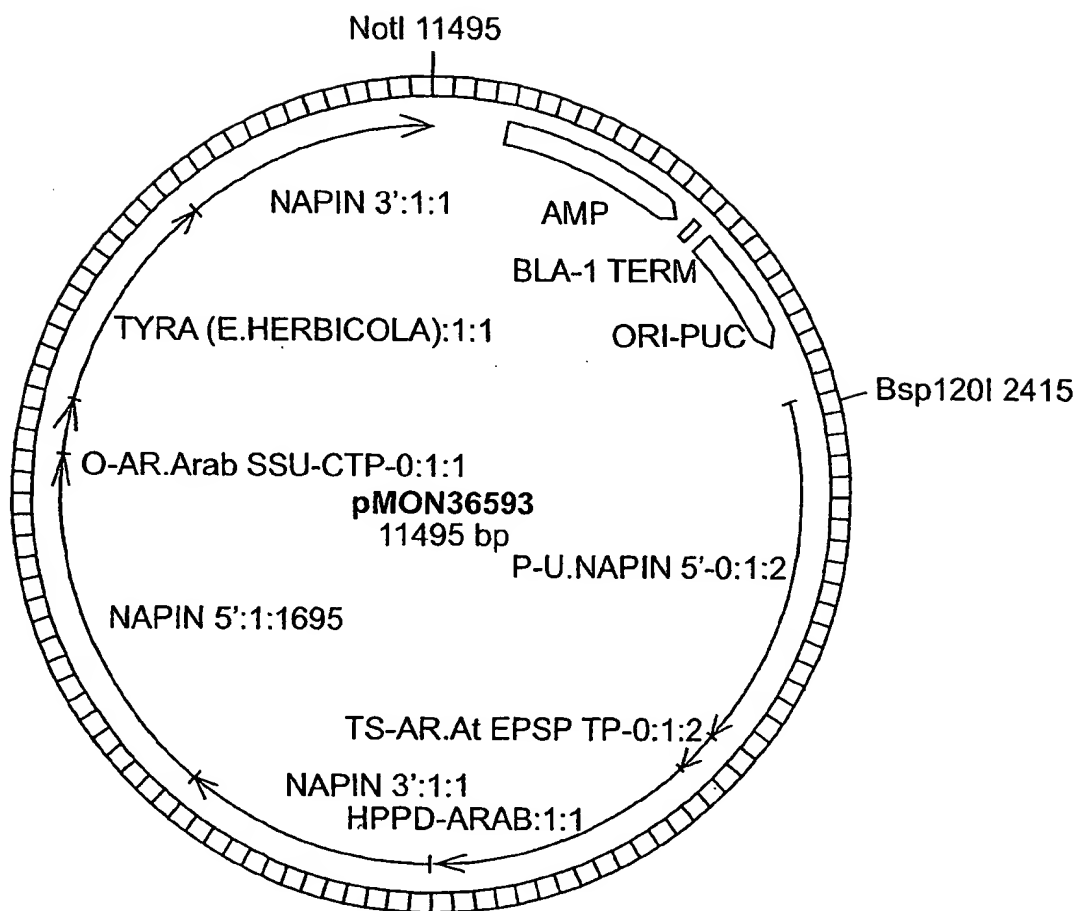 NotI 11495
NAPIN 3':1:1
AMP
BLA-1 TERM
TYRA (E.HERBICOLA):1:1
ORI-PUC
Bsp120I 2415
O-AR.Arab SSU-CTP-0:1:1
pMON36593
11495 bp
P-U.NAPIN 5'-0:1:2
NAPIN 5':1:1695
TS-AR.At EPSP TP-0:1:2
NAPIN 3':1:1
HPPD-ARAB:1:1